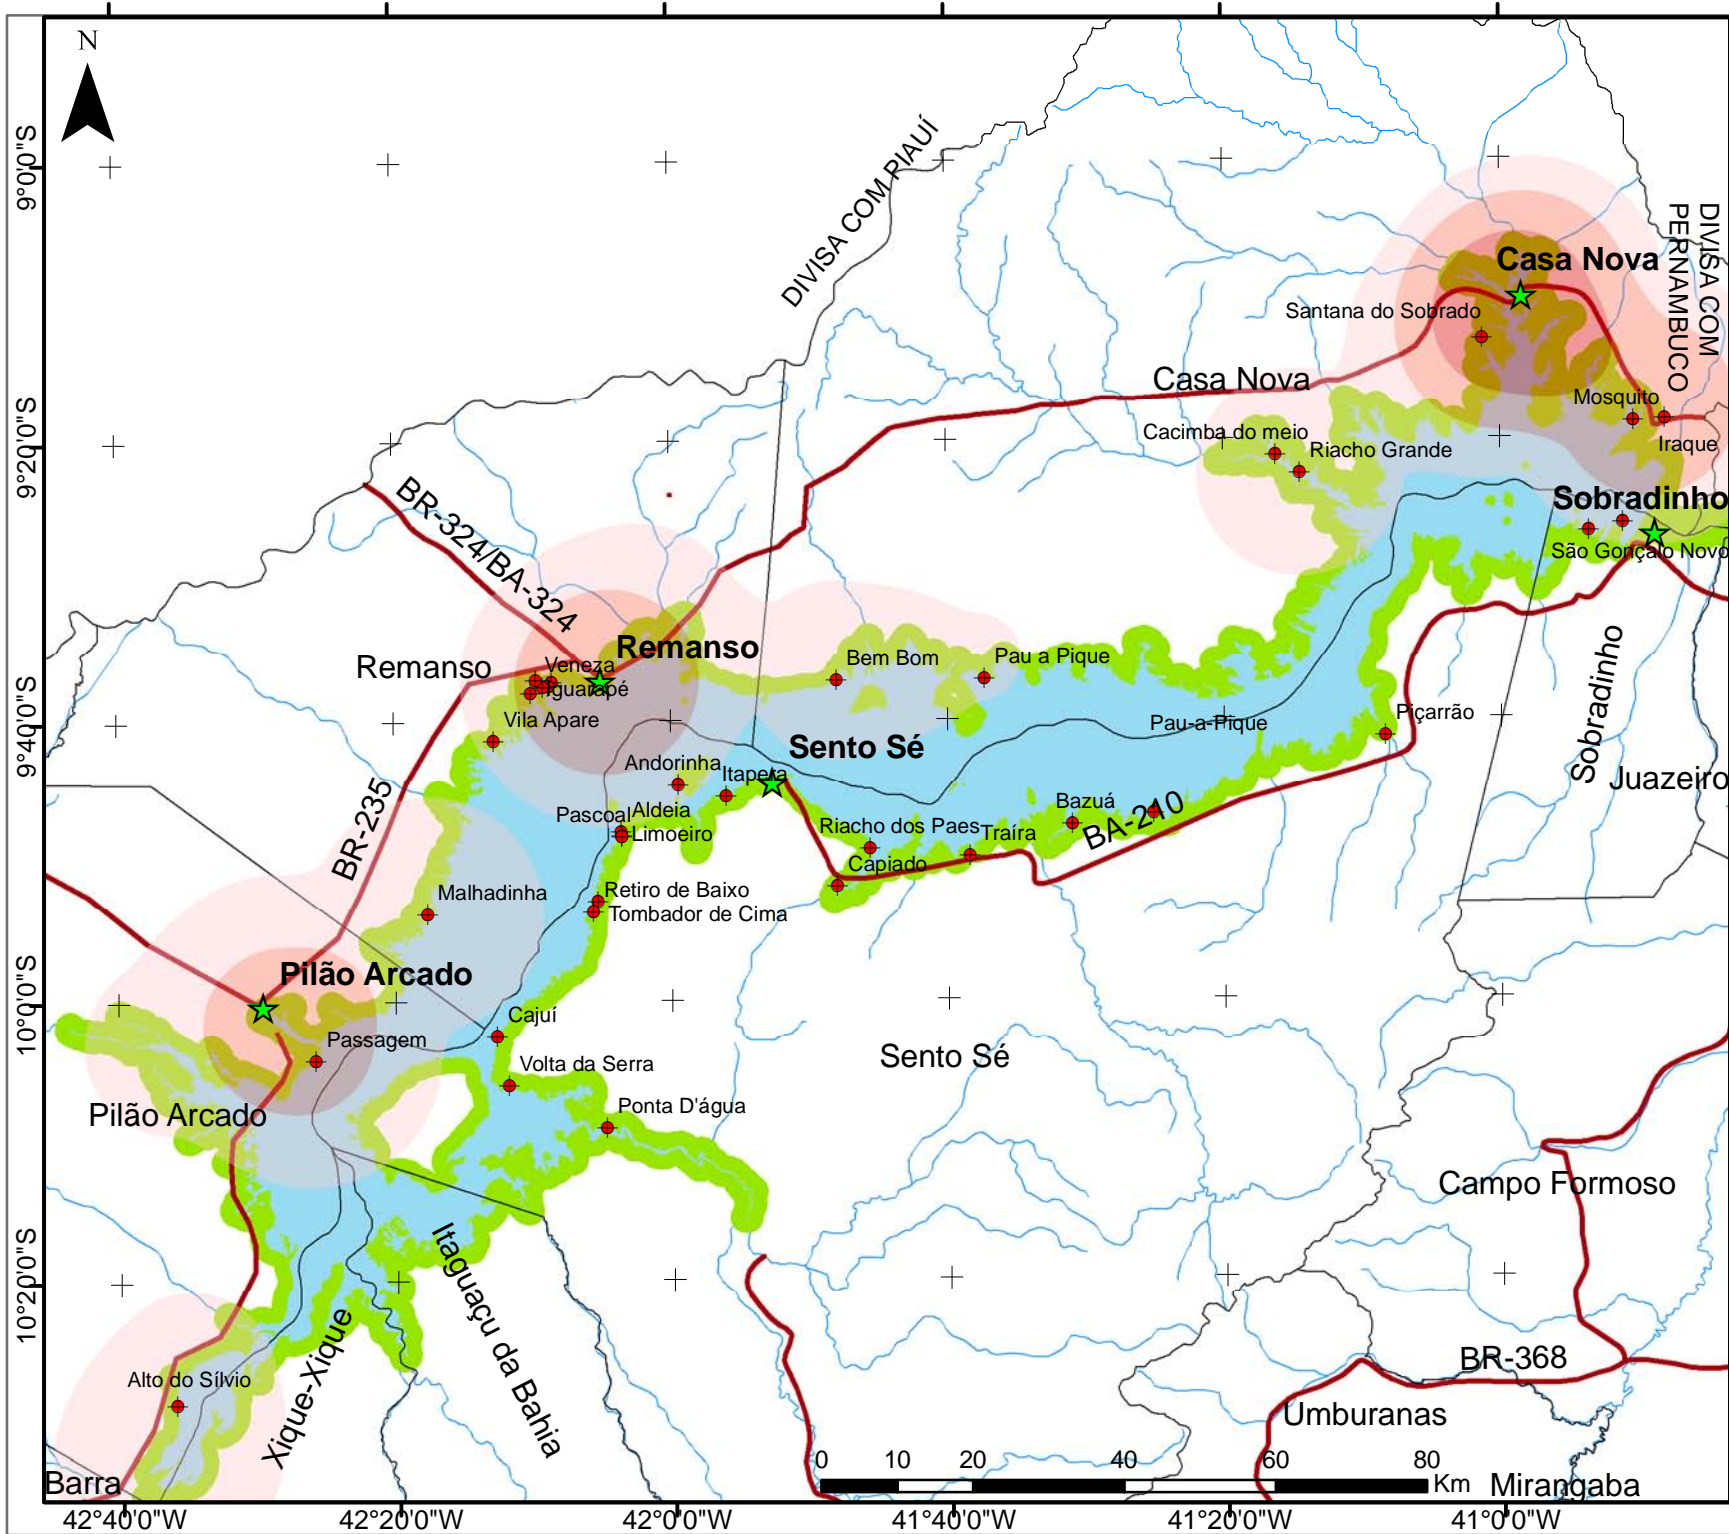 N
9°0'0"S
9°20'0"S
9°40'0"S
10°0'0"S
10°20'0"S
DIVISA COM PIAUÍ
DIVISA COM
PERNAMBUCO
Casa Nova
Santana do Sobrado
Casa Nova
Mosquito
Iraque
Cacimba do meio
Riacho Grande
Sobradinho
São Gonçalo Novo
BR-324/BA-324
Remanso
Remanso
Veneza
Iguarapé
Vila Apare
Bem Bom
Pau a Pique
Pau-a-Pique
Piçarrão
Sobradinho
Juazeiro
Sento Sé
Andorinha
Itapera
Pascoal
Aldeia
Limoeiro
Bazuá
BA-210
Riacho dos Paes
Traíra
Capiado
BR-235
Malhadinha
Retiro de Baixo
Tombador de Cima
Pilão Arcado
Passagem
Cajuí
Volta da Serra
Sento Sé
Ponta D'água
Pilão Arcado
Campo Formoso
Itaguaçu da Bahia
Xique-Xique
Alto do Sílvio
BR-368
Umburanas
Barra
0 10 20 40 60 80
Km
Mirangaba
42°40'0"W 42°20'0"W 42°0'0"W 41°40'0"W 41°20'0"W 41°0'0"W